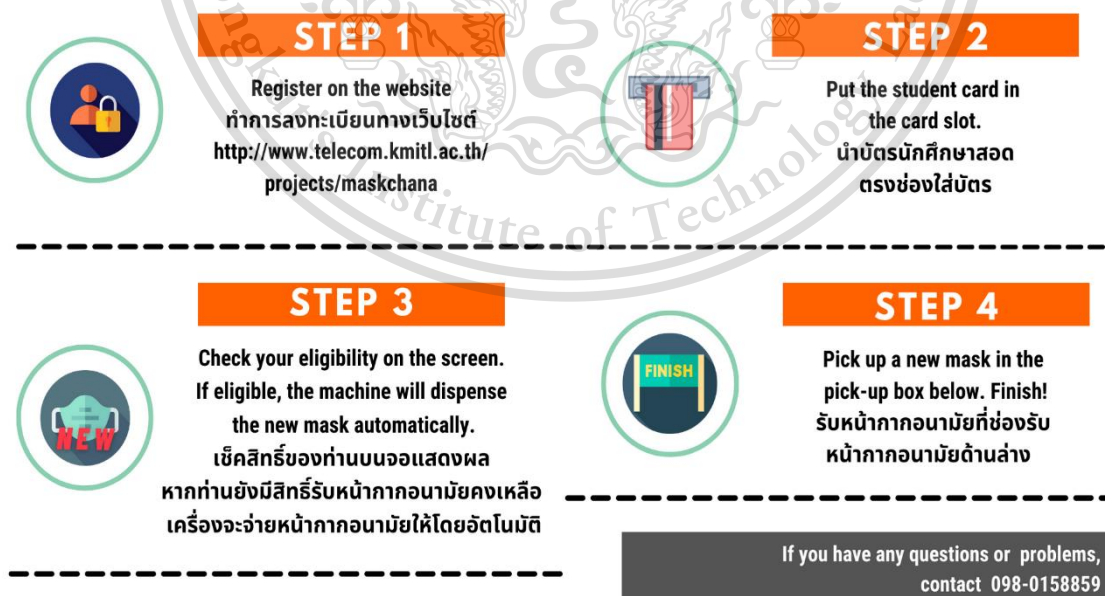 STEP 1
Register on the website
ทำการลงทะเบียนทางเว็บไซต์
http://www.telecom.kmitl.ac.th/
projects/maskchana
STEP 2
Put the student card in
the card slot.
นำบัตรนักศึกษาสอด
ตรงช่องใส่บัตร
STEP 3
NEW
Check your eligibility on the screen.
If eligible, the machine will dispense
the new mask automatically.
เช็คสิทธิ์ของท่านบนจอแสดงผล
หากท่านยังมีสิทธิ์รับหน้ากากอนามัยคงเหลือ
เครื่องจะจ่ายหน้ากากอนามัยให้โดยอัตโนมัติ
STEP 4
FINISH
Pick up a new mask in the
pick-up box below. Finish!
รับหน้ากากอนามัยที่ช่องรับ
หน้ากากอนามัยด้านล่าง
If you have any questions or problems,
contact 098-0158859
Institute of Technology